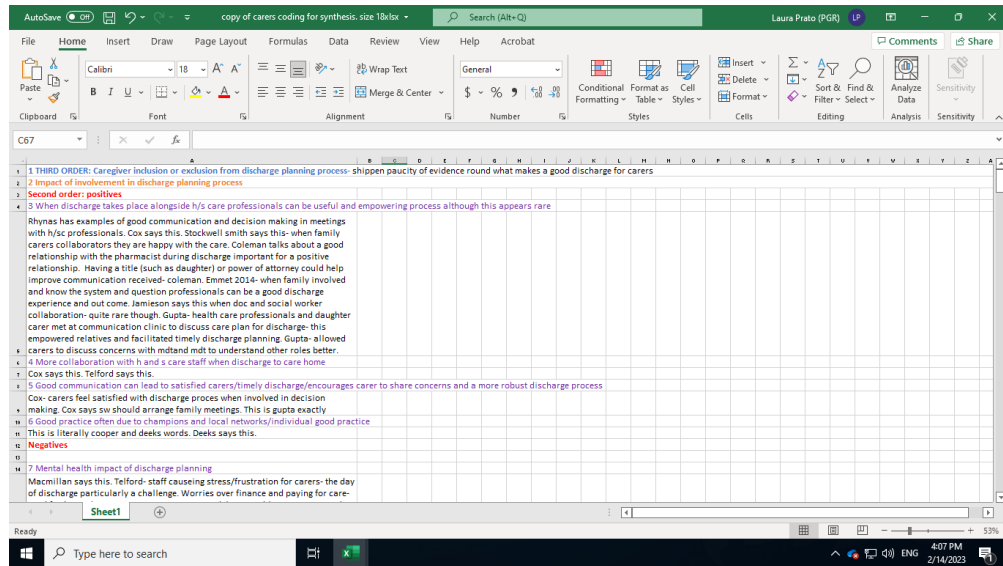 AutoSave Off copy of carers coding for synthesis. size 18xlsx Search (Alt+Q) Laura Prato (PGR) LP
File Home Insert Draw Page Layout Formulas Data Review View Help Acrobat Comments Share
Paste Calibri 18 A^ A˅ Wrap Text General Conditional Formatting Format as Table Cell Styles Insert Σ Sort & Filter Find & Select Analyze Data Sensitivity
B I U A Merge & Center $ % 9 Delete
Format
Clipboard Font Alignment Number Styles Cells Editing Analysis Sensitivity
C67 fx
A B C D E F G H I J K L M N O P Q R S T U V W X Y Z A
1 1 THIRD ORDER: Caregiver inclusion or exclusion from discharge planning process- shippen paucity of evidence round what makes a good discharge for carers
2 2 Impact of involvement in discharge planning process
3 Second order: positives
4 3 When discharge takes place alongside h/s care professionals can be useful and empowering process although this appears rare
Rhynas has examples of good communication and decision making in meetings
with h/sc professionals. Cox says this. Stockwell smith says this- when family
carers collaborators they are happy with the care. Coleman talks about a good
relationship with the pharmacist during discharge important for a positive
relationship. Having a title (such as daughter) or power of attorney could help
improve communication received- coleman. Emmet 2014- when family involved
and know the system and question professionals can be a good discharge
experience and out come. Jamieson says this when doc and social worker
collaboration- quite rare though. Gupta- health care professionals and daughter
carer met at communication clinic to discuss care plan for discharge- this
empowered relatives and facilitated timely discharge planning. Gupta- allowed
5 carers to discuss concerns with mdtand mdt to understand other roles better.
6 4 More collaboration with h and s care staff when discharge to care home
7 Cox says this. Telford says this.
8 5 Good communication can lead to satisfied carers/timely discharge/encourages carer to share concerns and a more robust discharge process
Cox- carers feel satisfied with discharge proces when involved in decision
9 making. Cox says sw should arrange family meetings. This is gupta exactly
10 6 Good practice often due to champions and local networks/individual good practice
11 This is literally cooper and deeks words. Deeks says this.
12 Negatives
13
14 7 Mental health impact of discharge planning
Macmillan says this. Telford- staff causeing stress/frustration for carers- the day
of discharge particularly a challenge. Worries over finance and paying for care-
Sheet1
Ready 53%
Type here to search ENG 4:07 PM
2/14/2023